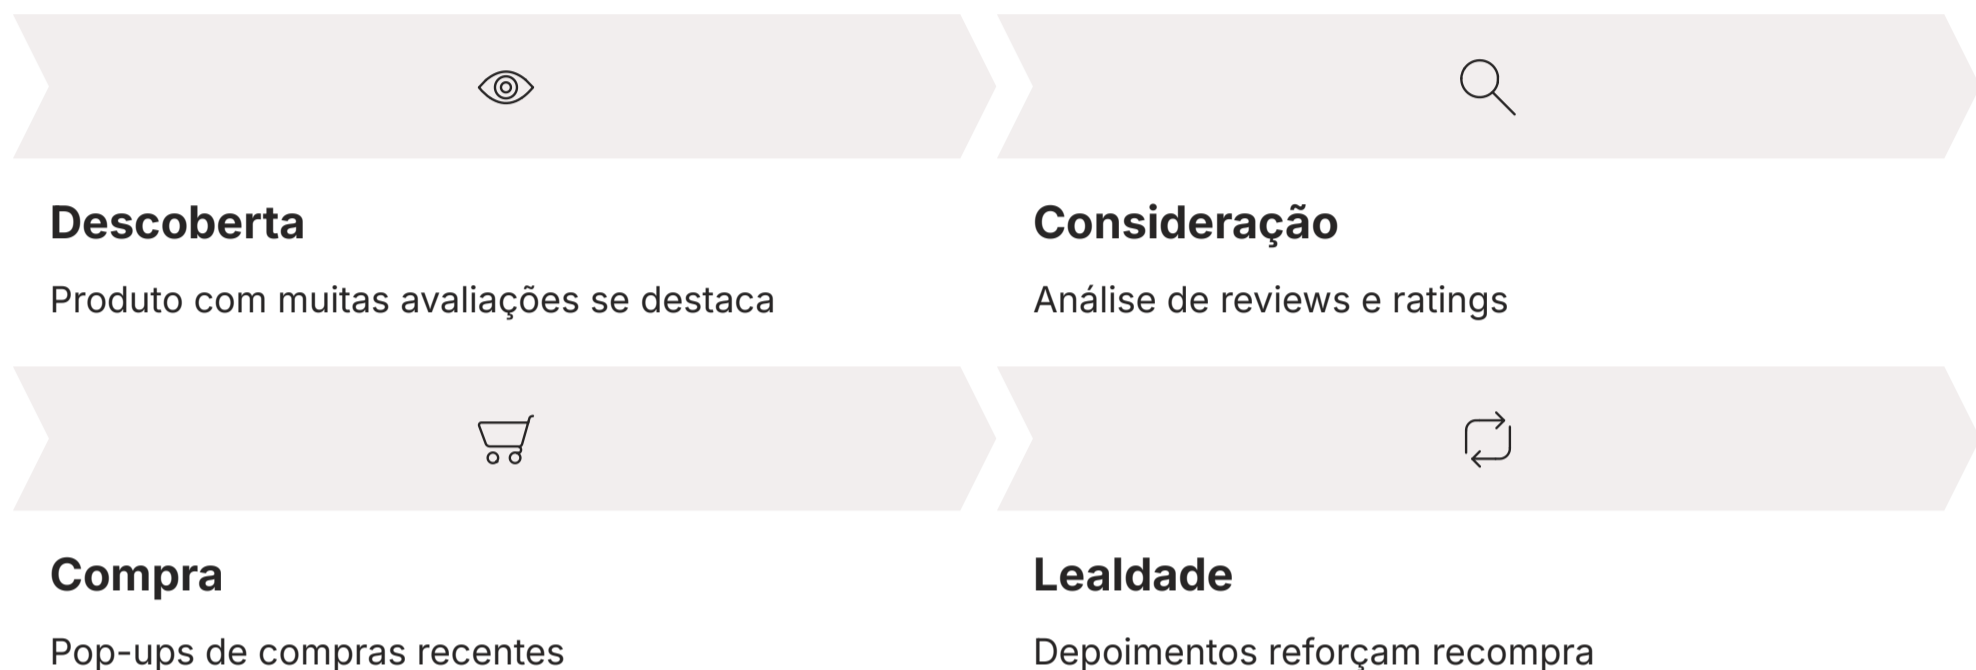 Descoberta
Produto com muitas avaliações se destaca
Consideração
Análise de reviews e ratings
Compra
Pop-ups de compras recentes
Lealdade
Depoimentos reforçam recompra